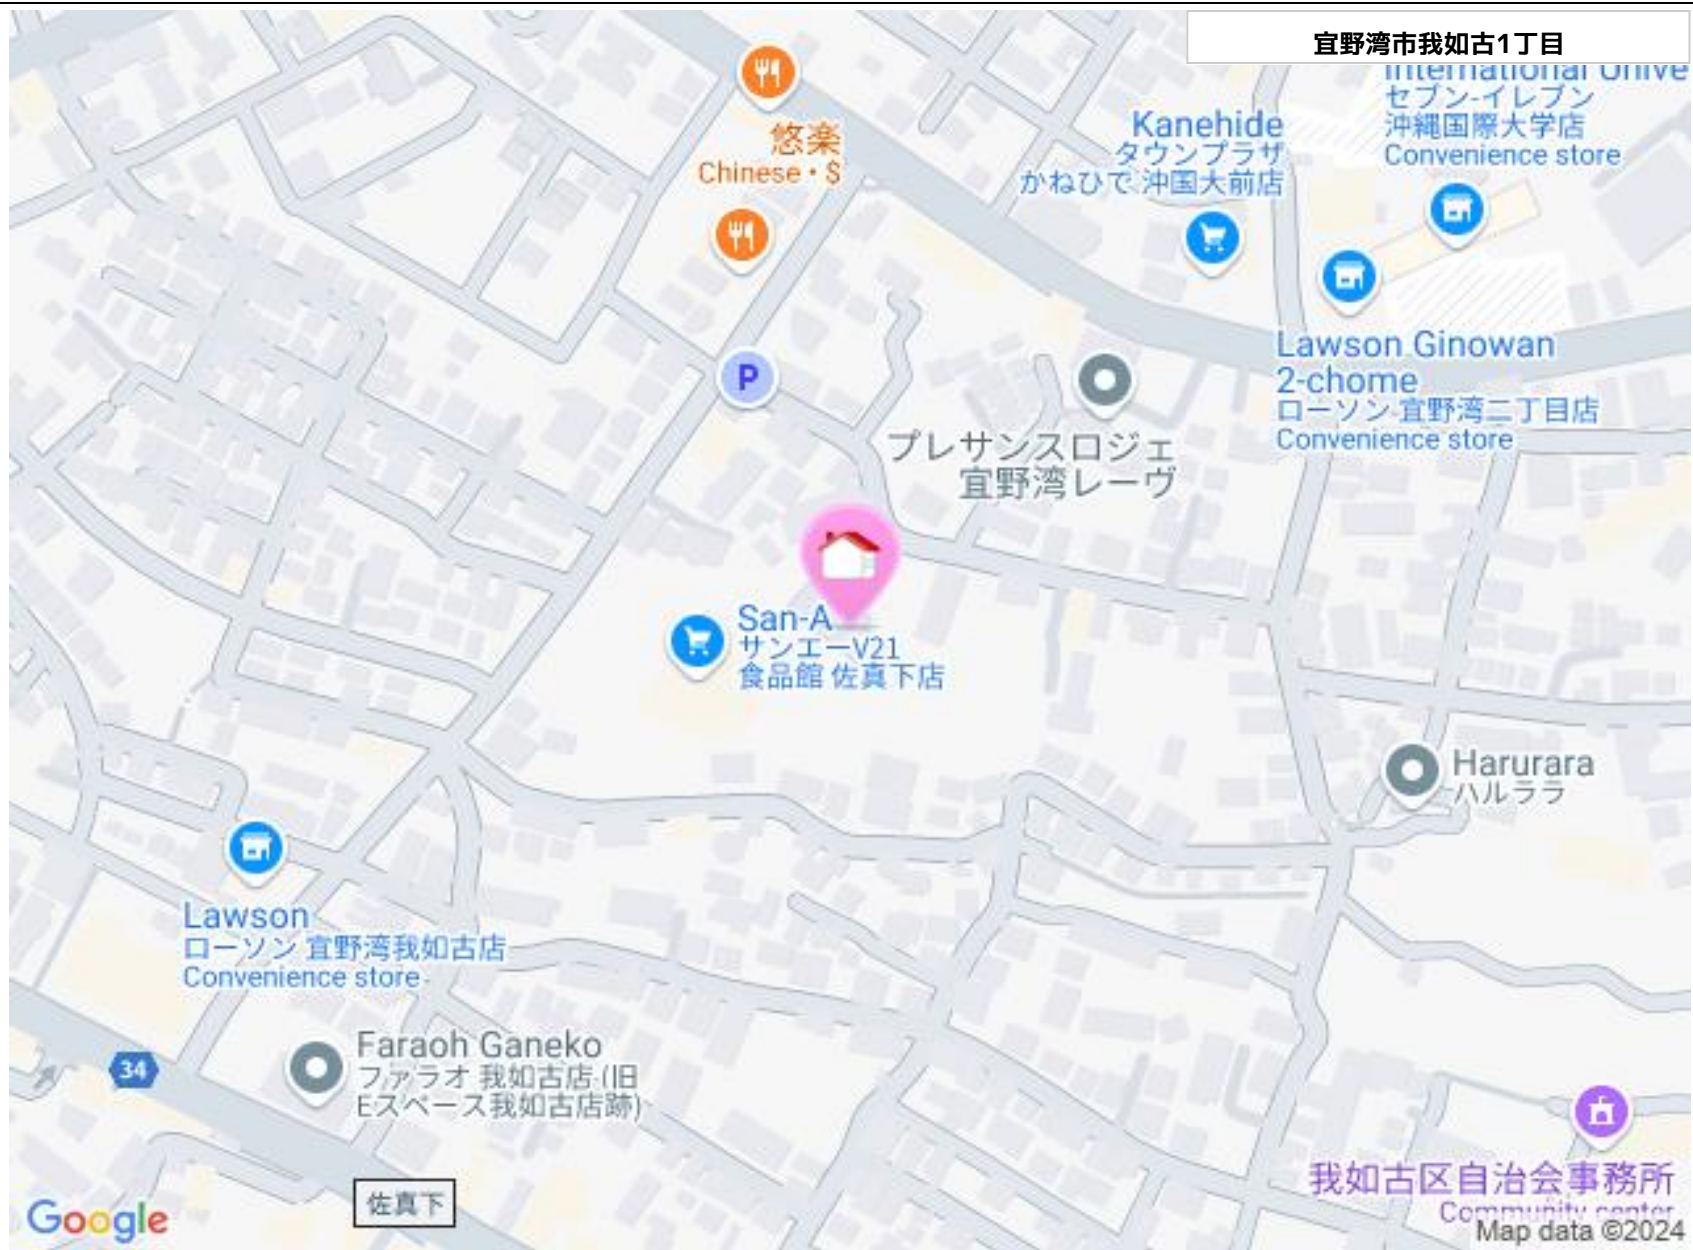 宜野湾市我如古1丁目
International Unive
セブン-イレブン
沖縄国際大学店
Convenience store
悠楽
Chinese・$
Kanehide
タウンプラザ
かねひで 沖国大前店
P
Lawson Ginowan
2-chome
ローソン 宜野湾二丁目店
Convenience store
プレサンスロジェ
宜野湾レーヴ
San-A
サンエーV21
食品館 佐真下店
Harurara
ハルララ
Lawson
ローソン 宜野湾我如古店
Convenience store
Faraoh Ganeko
ファラオ 我如古店 (旧
Eスペース我如古店跡)
34
佐真下
我如古区自治会事務所
Community center
Google
Map data ©2024